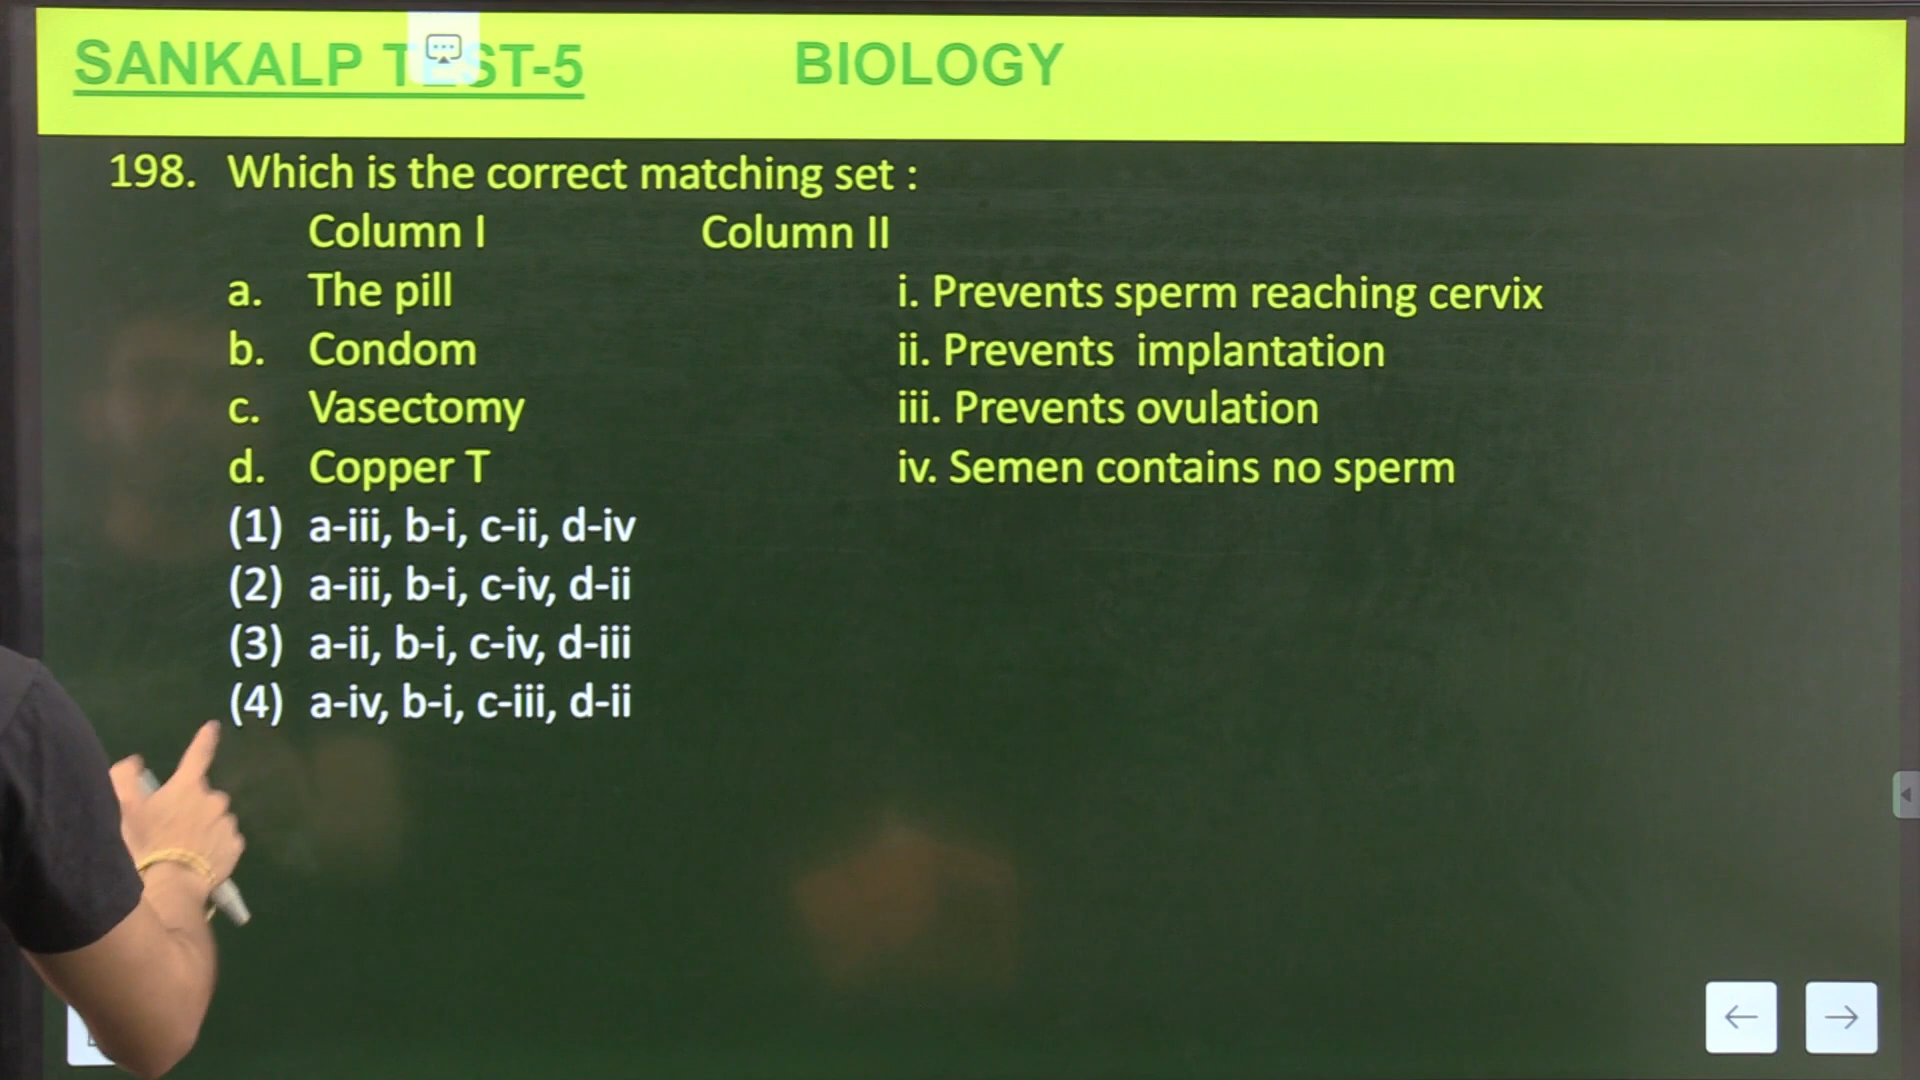 SANKALP TEST-5 BIOLOGY
198. Which is the correct matching set :
Column I Column II
a. The pill i. Prevents sperm reaching cervix
b. Condom ii. Prevents implantation
c. Vasectomy iii. Prevents ovulation
d. Copper T iv. Semen contains no sperm
(1) a-iii, b-i, c-ii, d-iv
(2) a-iii, b-i, c-iv, d-ii
(3) a-ii, b-i, c-iv, d-iii
(4) a-iv, b-i, c-iii, d-ii